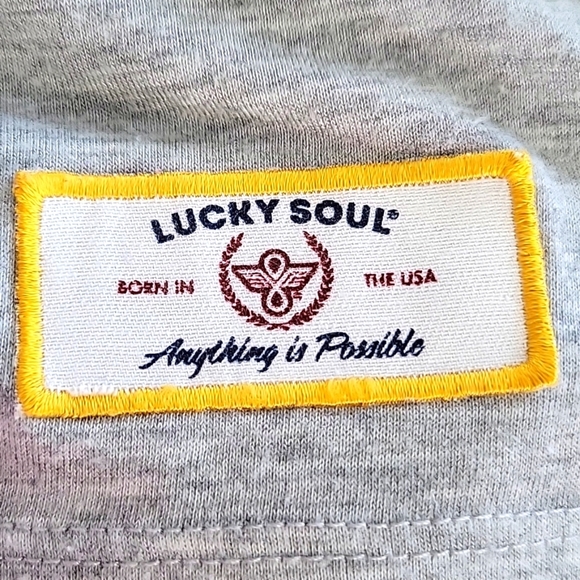 LUCKY SOUL®
BORN IN THE USA
Anything is Possible